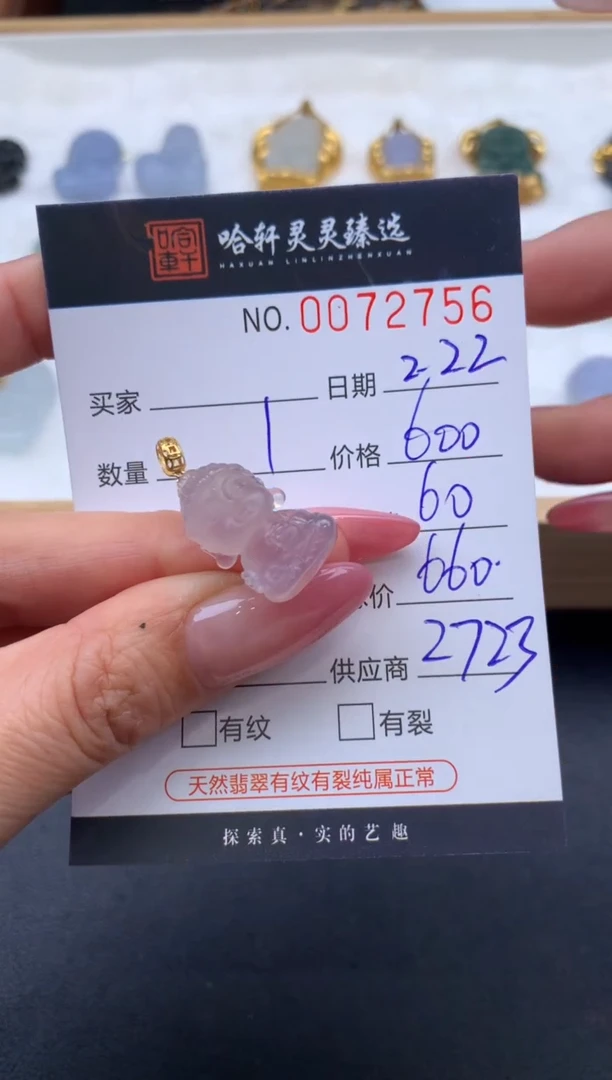 哈轩
哈轩灵灵臻选
HAXUAN LINLINZHENXUAN
NO. 0072756
买家 日期 2.22
数量 1 价格 600
60
价 660.
供应商 2723
有纹 有裂
天然翡翠有纹有裂纯属正常
探索真·实的艺趣